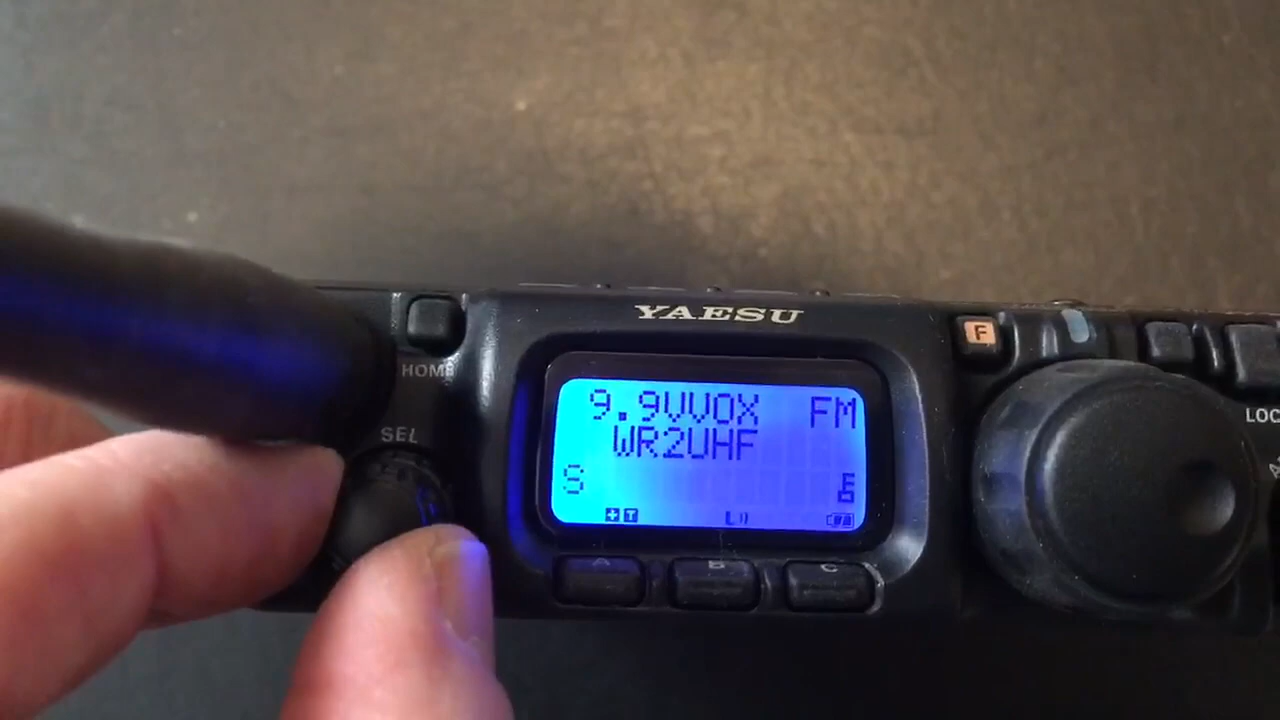 YAESU
F
HOME
SEL
9.9VVOX FM
WR2UHF
S
+ T
A B C
LOC